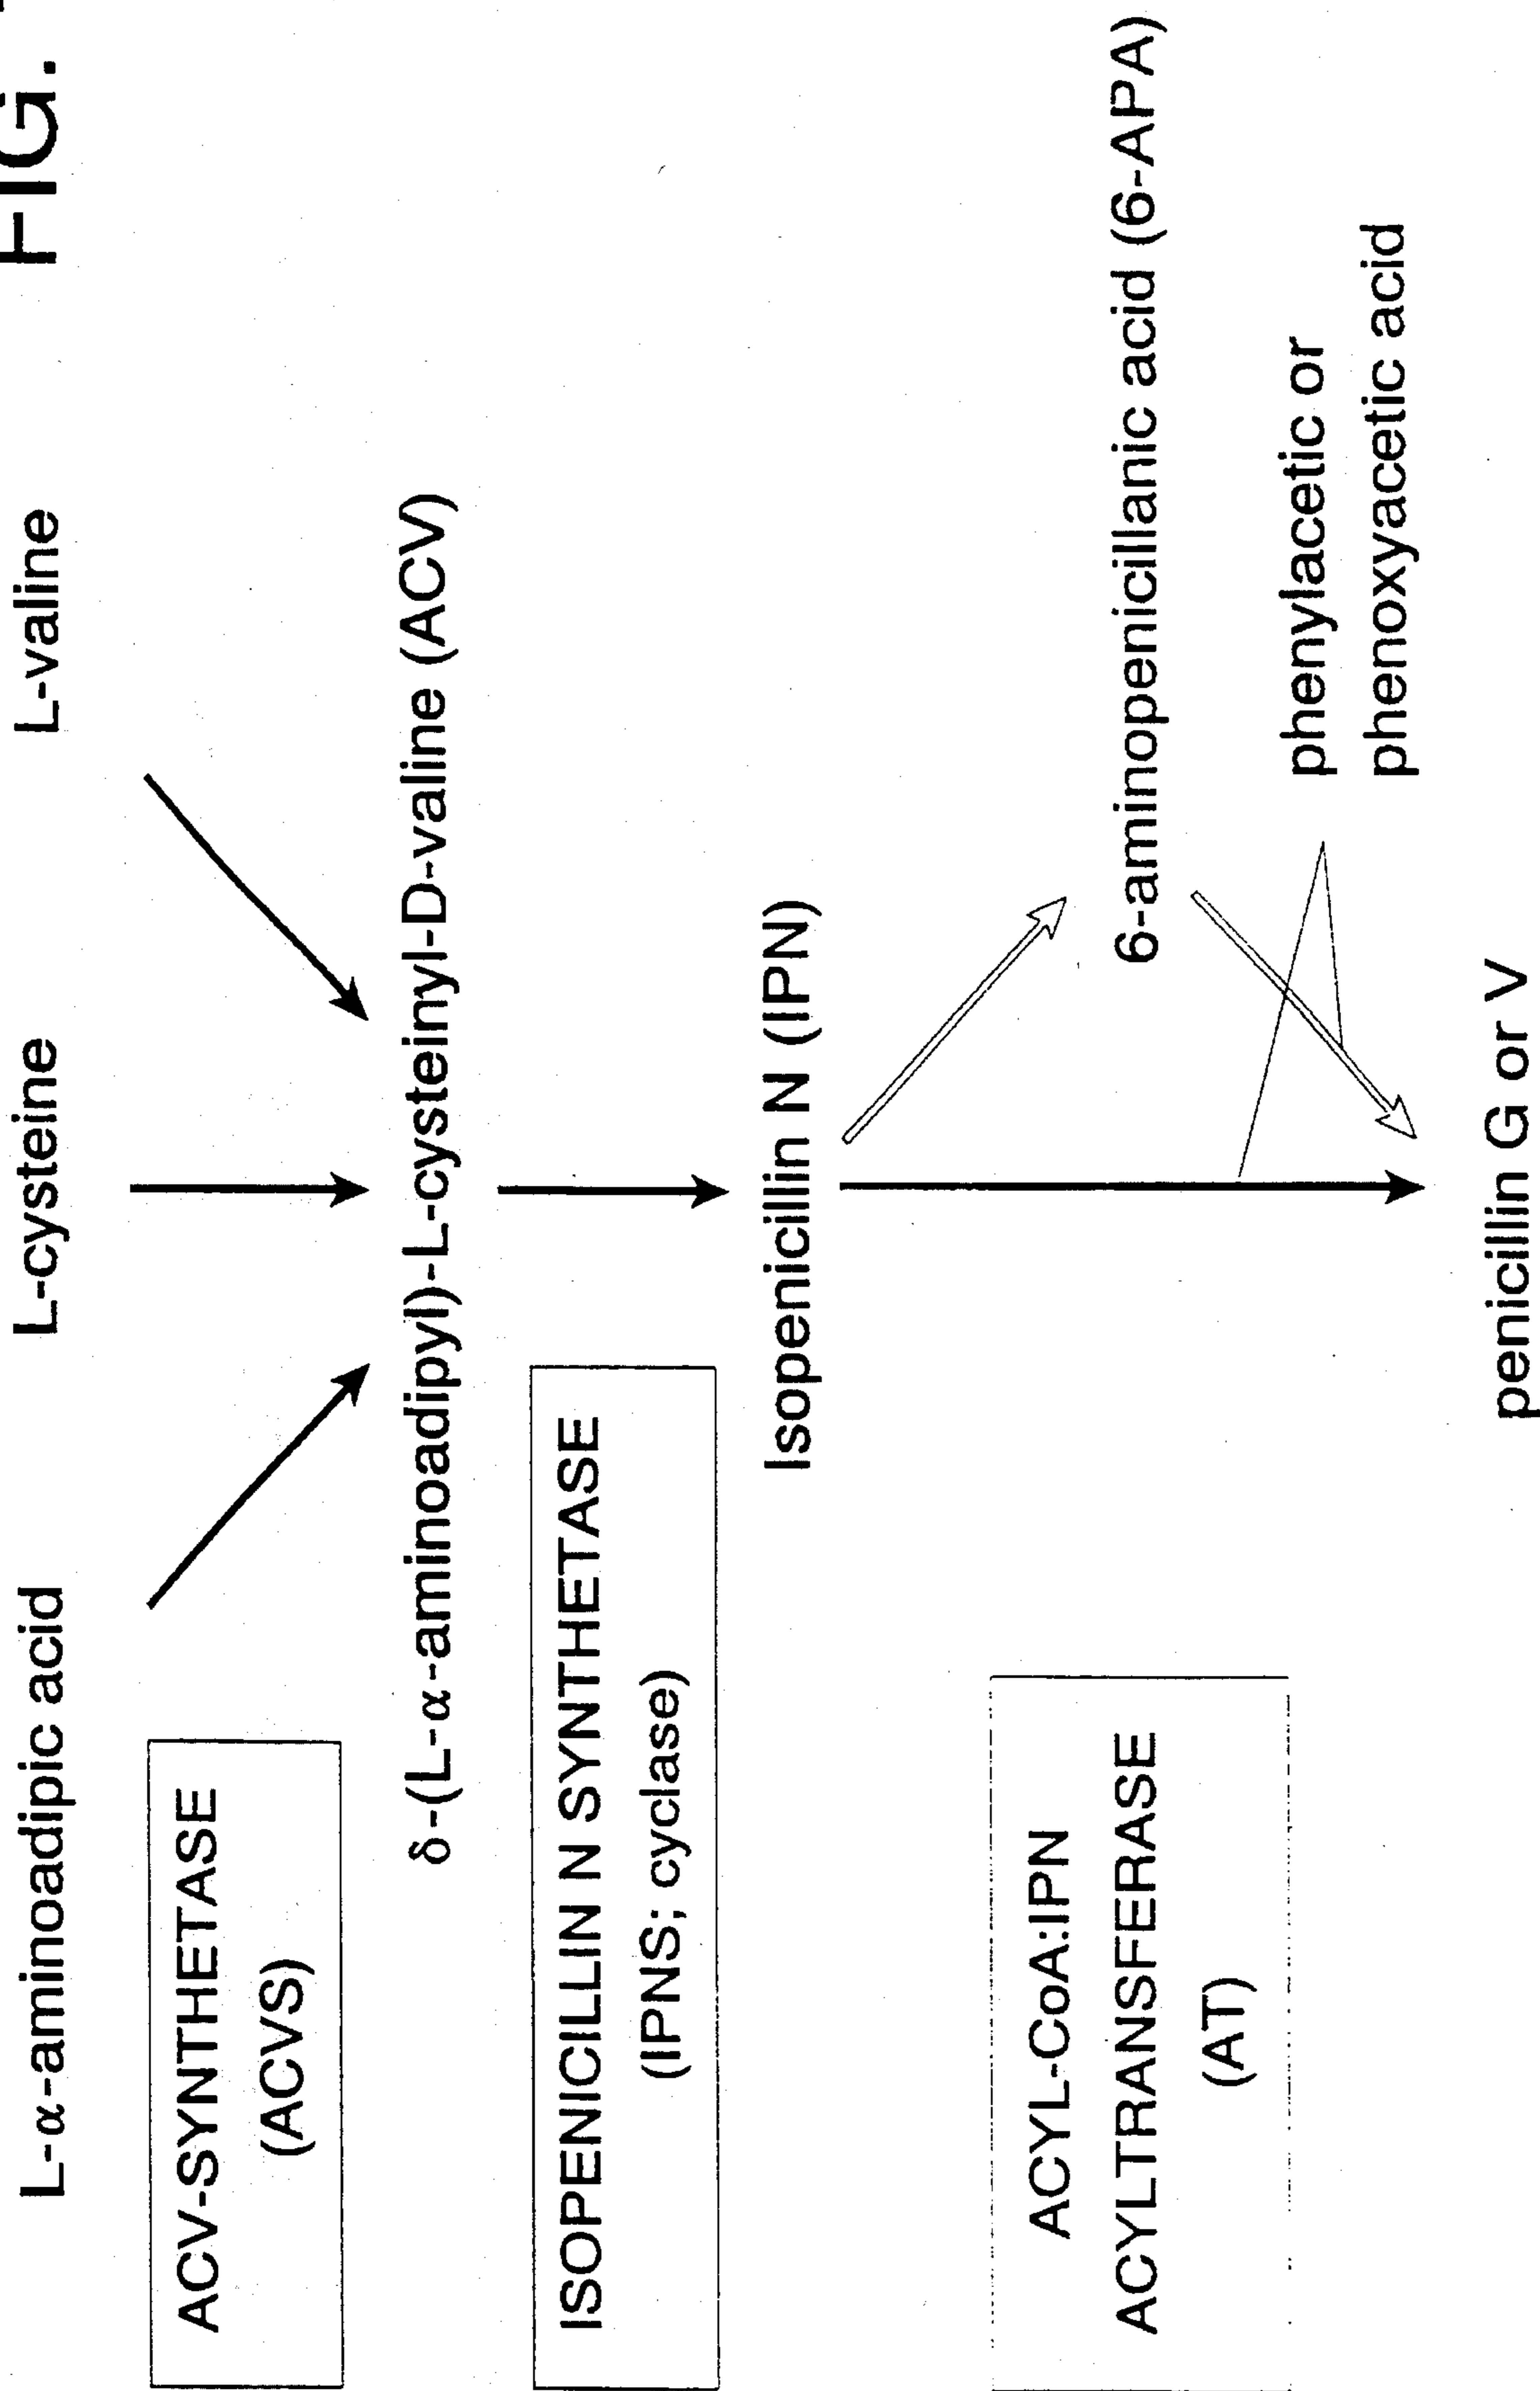 FIG.
L-α-aminoadipic acid
L-cysteine
L-valine
ACV-SYNTHETASE
(ACVS)
δ-(L-α-aminoadipyl)-L-cysteinyl-D-valine (ACV)
ISOPENICILLIN N SYNTHETASE
(IPNS; cyclase)
Isopenicillin N (IPN)
ACYL-CoA:IPN
ACYLTRANSFERASE
(AT)
6-aminopenicillanic acid (6-APA)
phenylacetic or
phenoxyacetic acid
penicillin G or V